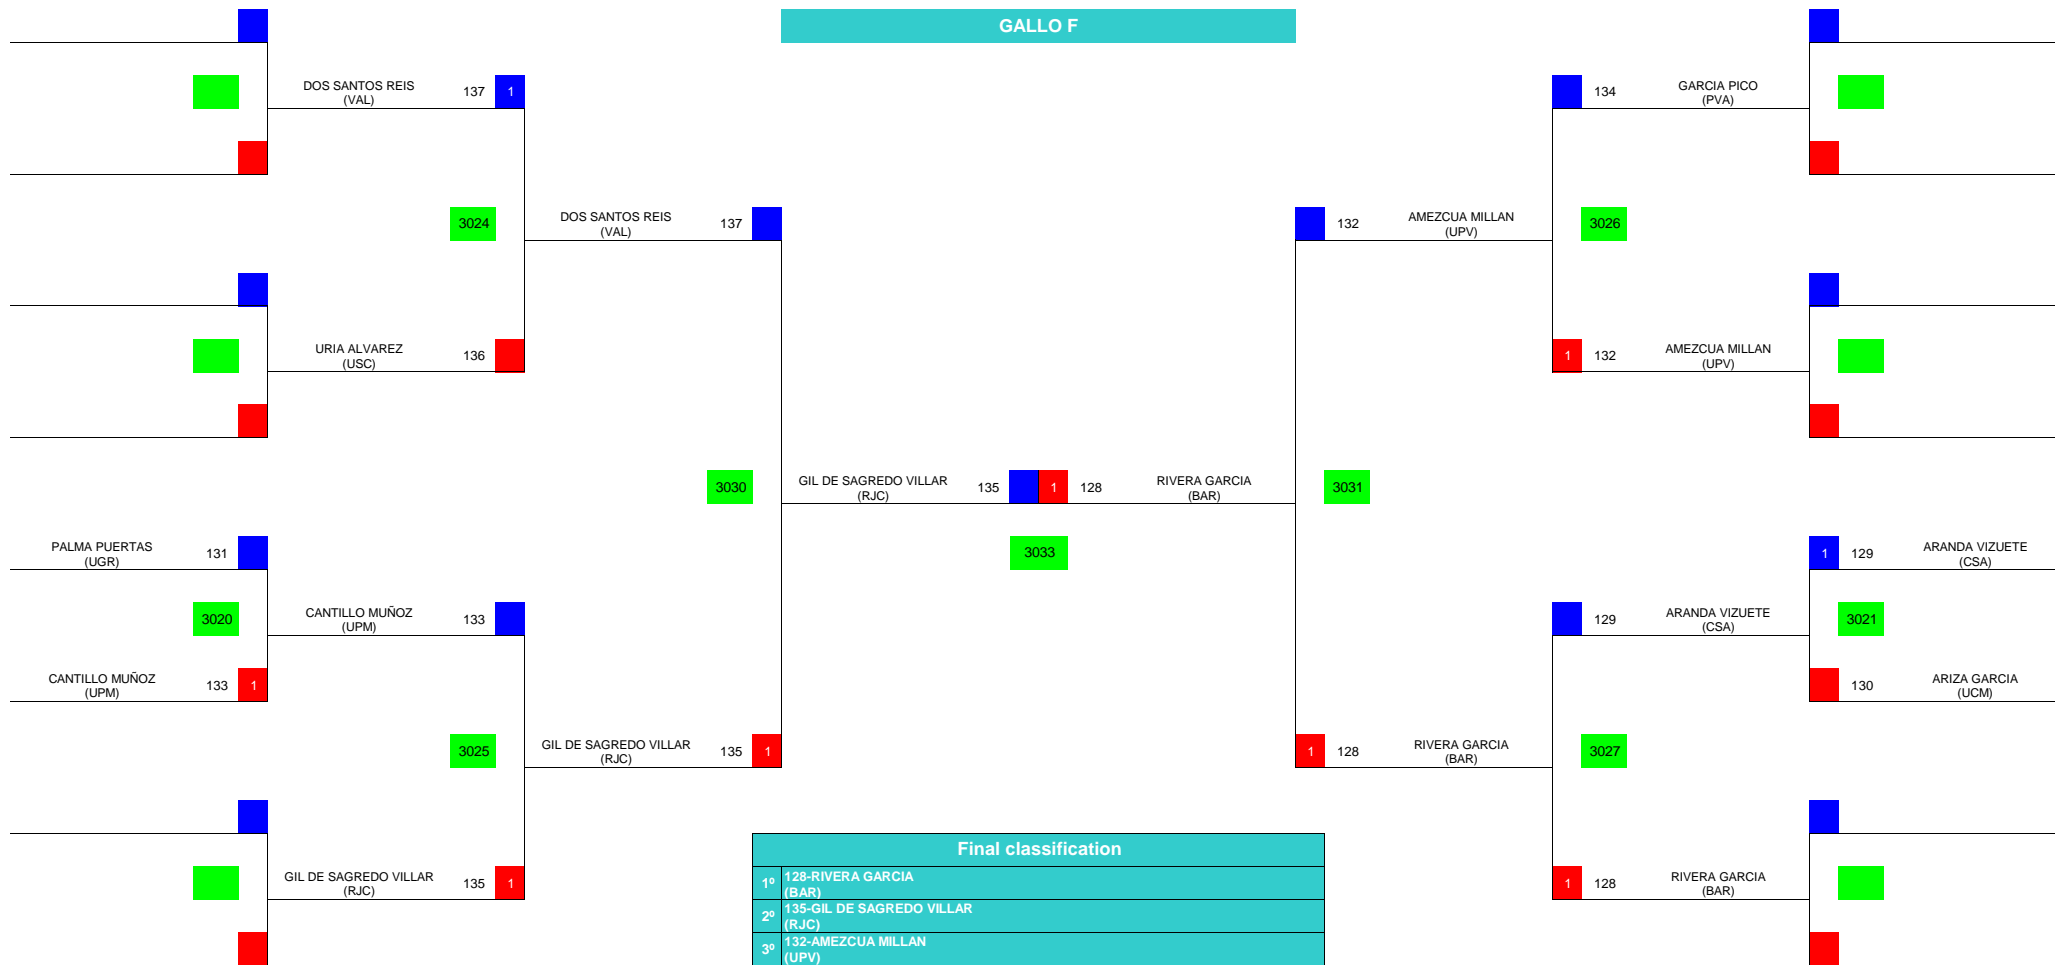 GALLO F
DOS SANTOS REIS
(VAL)
137
1
134
GARCIA PICO
(PVA)
3024
DOS SANTOS REIS
(VAL)
137
132
AMEZCUA MILLAN
(UPV)
3026
URIA ALVAREZ
(USC)
136
1
132
AMEZCUA MILLAN
(UPV)
3030
GIL DE SAGREDO VILLAR
(RJC)
135
1
128
RIVERA GARCIA
(BAR)
3031
3033
PALMA PUERTAS
(UGR)
131
1
129
ARANDA VIZUETE
(CSA)
3020
CANTILLO MUÑOZ
(UPM)
133
129
ARANDA VIZUETE
(CSA)
3021
CANTILLO MUÑOZ
(UPM)
133
1
130
ARIZA GARCIA
(UCM)
3025
GIL DE SAGREDO VILLAR
(RJC)
135
1
1
128
RIVERA GARCIA
(BAR)
3027
GIL DE SAGREDO VILLAR
(RJC)
135
1
1
128
RIVERA GARCIA
(BAR)
Final classification
1º 128-RIVERA GARCIA
(BAR)
2º 135-GIL DE SAGREDO VILLAR
(RJC)
3º 132-AMEZCUA MILLAN
(UPV)